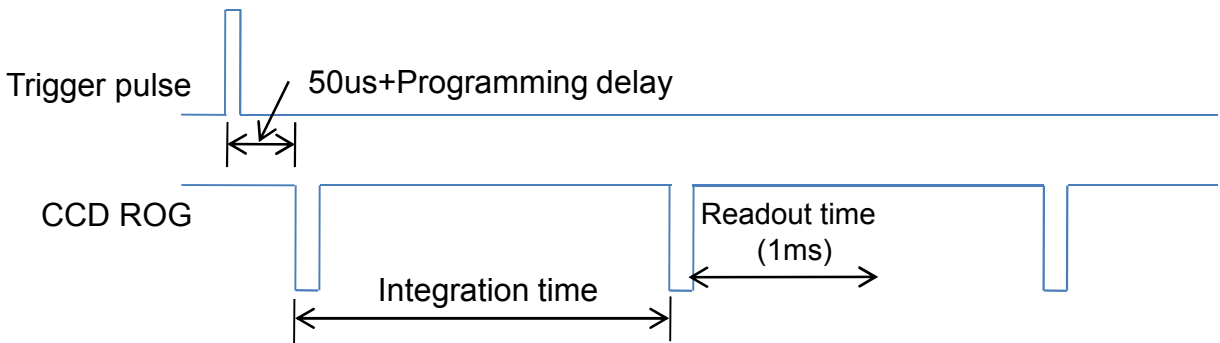 Trigger pulse
50us+Programming delay
CCD ROG
Readout time
(1ms)
Integration time